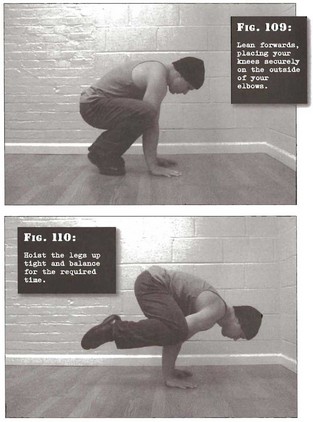 FIG. 109:
Lean forwards,
placing your
knees securely
on the outside
of your
elbows.
FIG. 110:
Hoist the legs up
tight and balance
for the required
time.